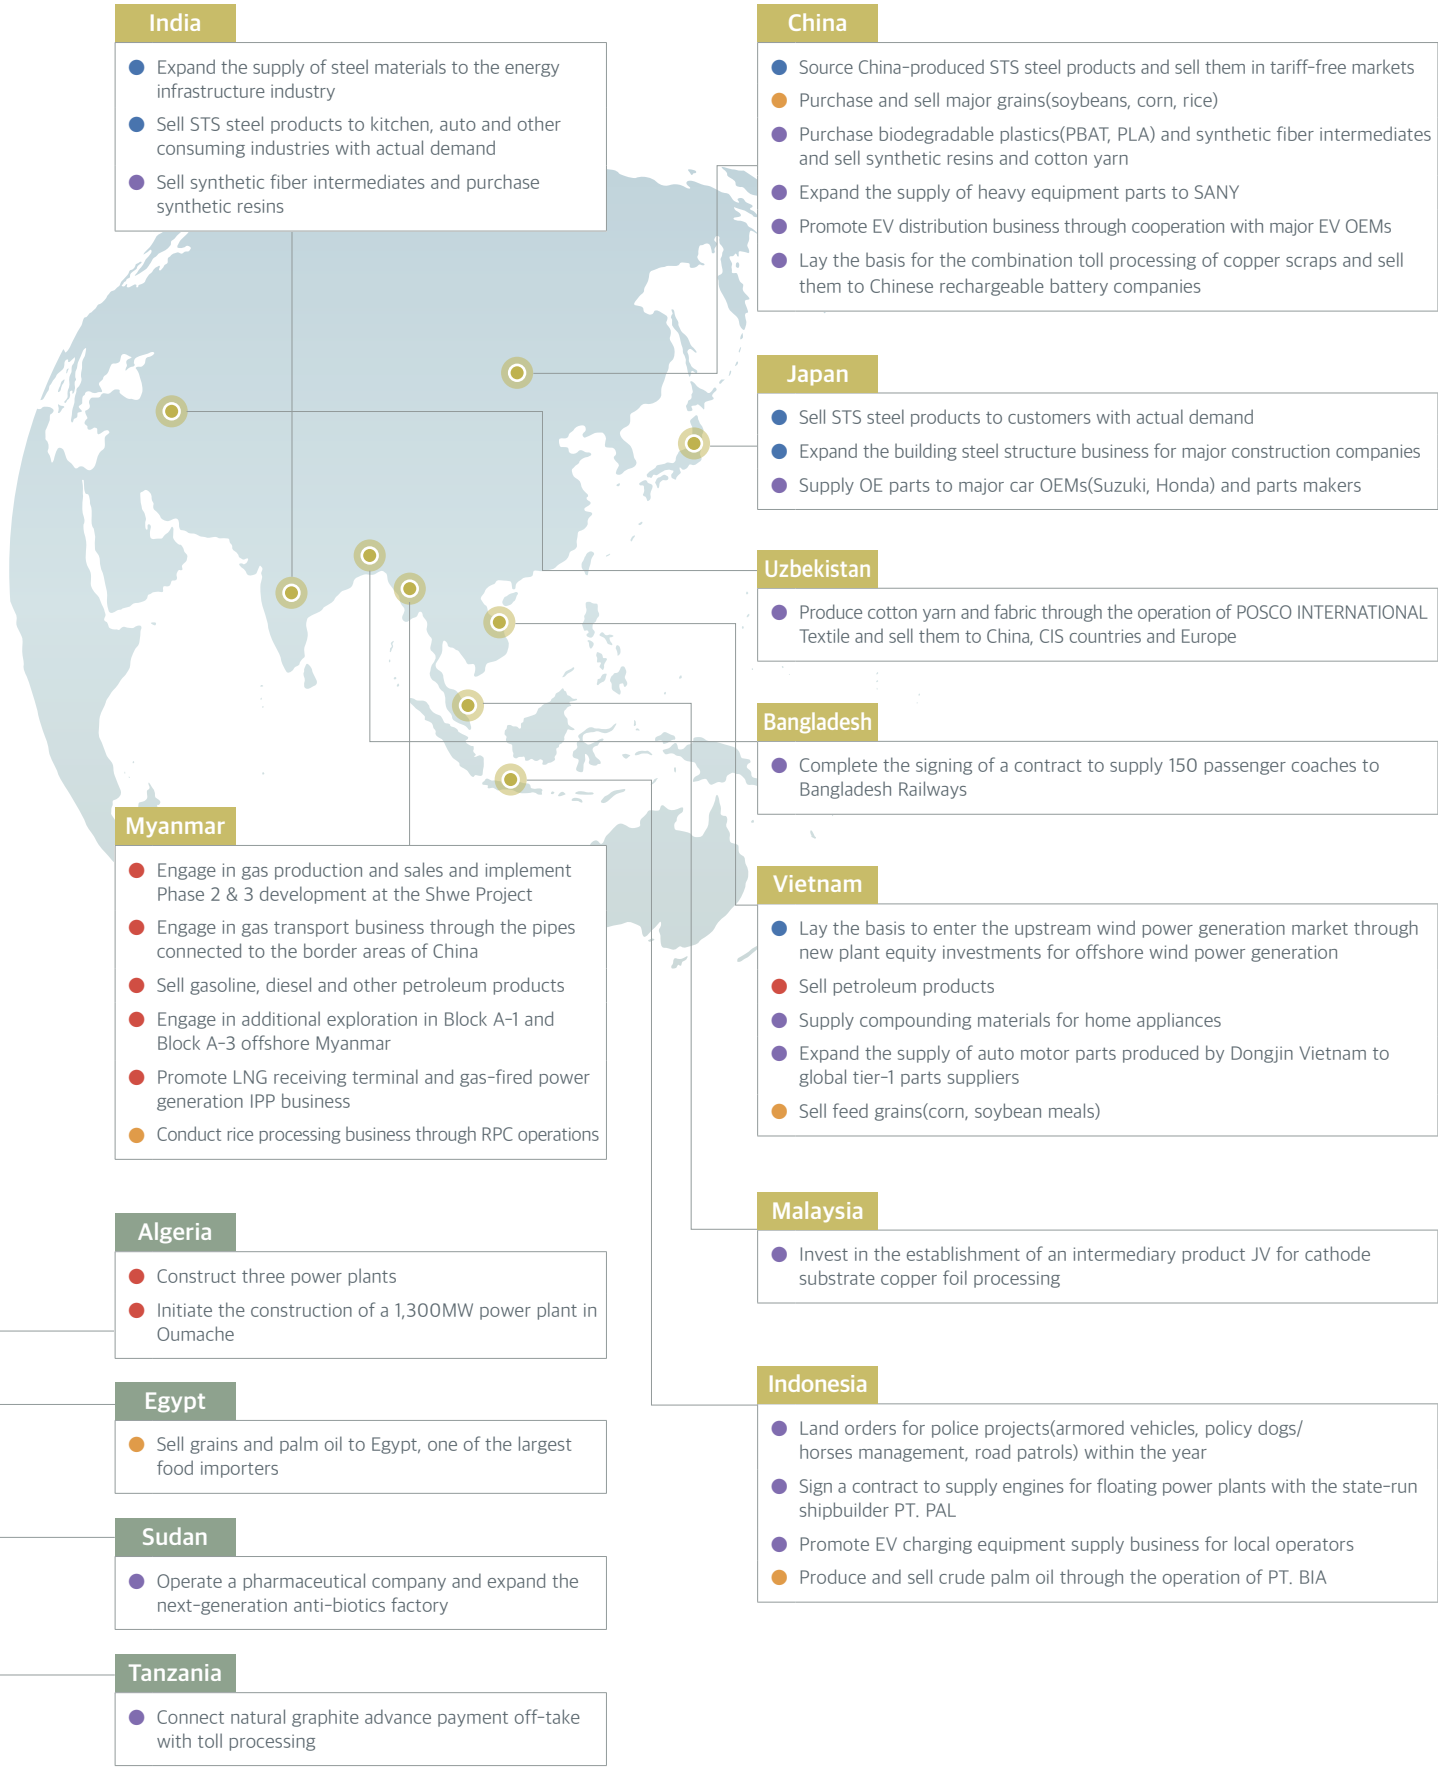 India
Expand the supply of steel materials to the energy
infrastructure industry
Sell STS steel products to kitchen, auto and other
consuming industries with actual demand
Sell synthetic fiber intermediates and purchase
synthetic resins
China
Source China-produced STS steel products and sell them in tariff-free markets
Purchase and sell major grains(soybeans, corn, rice)
Purchase biodegradable plastics(PBAT, PLA) and synthetic fiber intermediates
and sell synthetic resins and cotton yarn
Expand the supply of heavy equipment parts to SANY
Promote EV distribution business through cooperation with major EV OEMs
Lay the basis for the combination toll processing of copper scraps and sell
them to Chinese rechargeable battery companies
Japan
Sell STS steel products to customers with actual demand
Expand the building steel structure business for major construction companies
Supply OE parts to major car OEMs(Suzuki, Honda) and parts makers
Uzbekistan
Produce cotton yarn and fabric through the operation of POSCO INTERNATIONAL
Textile and sell them to China, CIS countries and Europe
Bangladesh
Complete the signing of a contract to supply 150 passenger coaches to
Bangladesh Railways
Myanmar
Engage in gas production and sales and implement
Phase 2 & 3 development at the Shwe Project
Engage in gas transport business through the pipes
connected to the border areas of China
Sell gasoline, diesel and other petroleum products
Engage in additional exploration in Block A-1 and
Block A-3 offshore Myanmar
Promote LNG receiving terminal and gas-fired power
generation IPP business
Conduct rice processing business through RPC operations
Vietnam
Lay the basis to enter the upstream wind power generation market through
new plant equity investments for offshore wind power generation
Sell petroleum products
Supply compounding materials for home appliances
Expand the supply of auto motor parts produced by Dongjin Vietnam to
global tier-1 parts suppliers
Sell feed grains(corn, soybean meals)
Malaysia
Invest in the establishment of an intermediary product JV for cathode
substrate copper foil processing
Algeria
Construct three power plants
Initiate the construction of a 1,300MW power plant in
Oumache
Egypt
Sell grains and palm oil to Egypt, one of the largest
food importers
Indonesia
Land orders for police projects(armored vehicles, policy dogs/
horses management, road patrols) within the year
Sign a contract to supply engines for floating power plants with the state-run
shipbuilder PT. PAL
Promote EV charging equipment supply business for local operators
Produce and sell crude palm oil through the operation of PT. BIA
Sudan
Operate a pharmaceutical company and expand the
next-generation anti-biotics factory
Tanzania
Connect natural graphite advance payment off-take
with toll processing